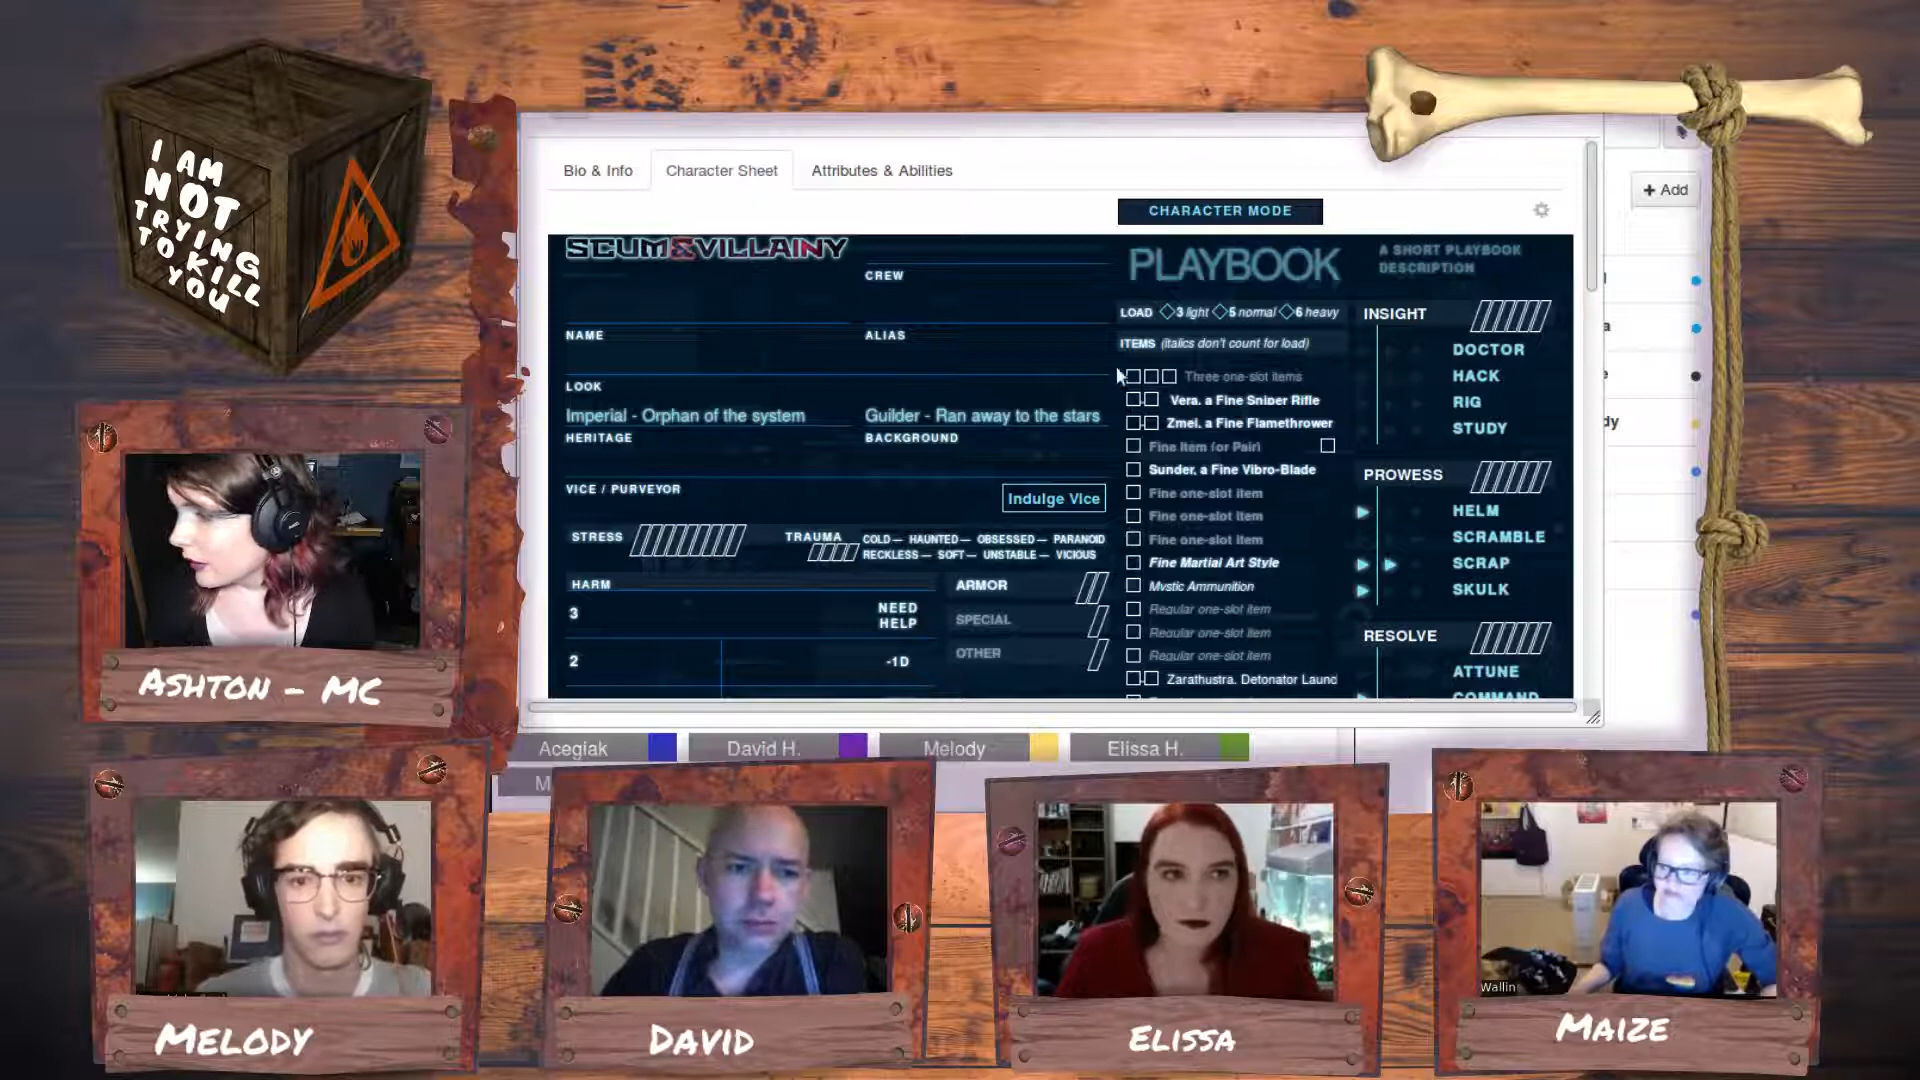 I AM
NOT
TRYING
TO KILL
YOU
Bio & Info
Character Sheet
Attributes & Abilities
+ Add
CHARACTER MODE
SCUM&VILLAINY
CREW
NAME
ALIAS
LOOK
Imperial - Orphan of the system
Guilder - Ran away to the stars
HERITAGE
BACKGROUND
VICE / PURVEYOR
Indulge Vice
STRESS
TRAUMA
COLD— HAUNTED— OBSESSED— PARANOID
RECKLESS— SOFT— UNSTABLE— VICIOUS
HARM
3
NEED
HELP
2
-1D
ARMOR
SPECIAL
OTHER
PLAYBOOK
A SHORT PLAYBOOK
DESCRIPTION
LOAD 3 light 5 normal 6 heavy
ITEMS (italics don't count for load)
Three one-slot items
Vera, a Fine Sniper Rifle
Zmei, a Fine Flamethrower
Fine Item (or Pair)
Sunder, a Fine Vibro-Blade
Fine one-slot item
Fine one-slot item
Fine one-slot item
Fine Martial Art Style
Mystic Ammunition
Regular one-slot item
Regular one-slot item
Regular one-slot item
Zarathustra, Detonator Launc
INSIGHT
DOCTOR
HACK
RIG
STUDY
PROWESS
HELM
SCRAMBLE
SCRAP
SKULK
RESOLVE
ATTUNE
COMMAND
Acegiak
David H.
Melody
Elissa H.
M
ASHTON - MC
MELODY
DAVID
ELISSA
Wallin
MAIZE